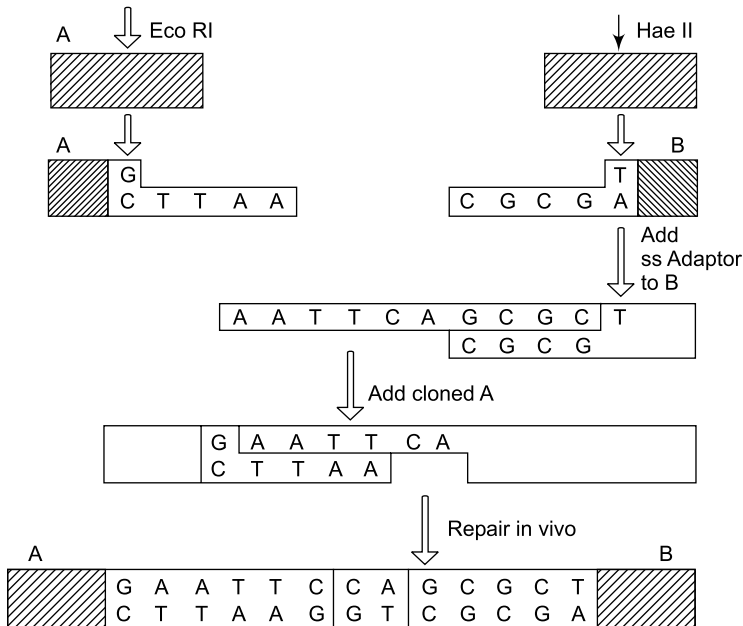 A Eco RI Hae II
A B
G T
C T T A A C G C G A
Add
ss Adaptor
to B
A A T T C A G C G C T
C G C G
Add cloned A
G A A T T C A
C T T A A
Repair in vivo
A B
G A A T T C C A G C G C T
C T T A A G G T C G C G A